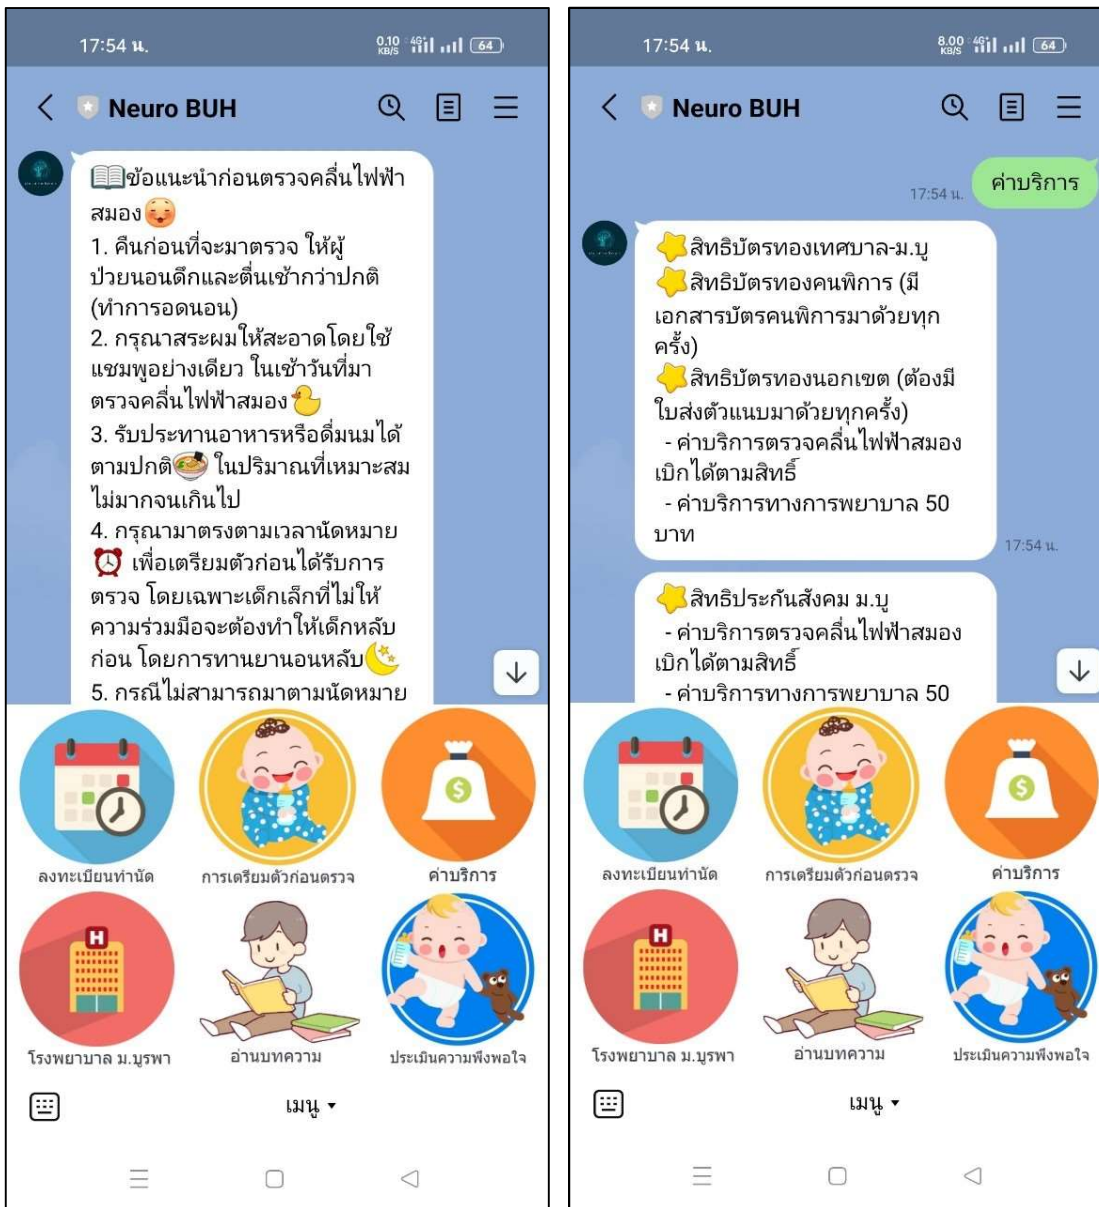 17:54 น.
0.10 KB/S 4G+ 64
Neuro BUH
ข้อแนะนำก่อนตรวจคลื่นไฟฟ้า
สมอง
1. คืนก่อนที่จะมาตรวจ ให้ผู้
ป่วยนอนดึกและตื่นเช้ากว่าปกติ
(ทำการอดนอน)
2. กรุณาสระผมให้สะอาดโดยใช้
แชมพูอย่างเดียว ในเช้าวันที่มา
ตรวจคลื่นไฟฟ้าสมอง
3. รับประทานอาหารหรือดื่มนมได้
ตามปกติ ในปริมาณที่เหมาะสม
ไม่มากจนเกินไป
4. กรุณามาตรงตามเวลานัดหมาย
เพื่อเตรียมตัวก่อนได้รับการ
ตรวจ โดยเฉพาะเด็กเล็กที่ไม่ให้
ความร่วมมือจะต้องทำให้เด็กหลับ
ก่อน โดยการทานยานอนหลับ
5. กรณีไม่สามารถมาตามนัดหมาย
ลงทะเบียนทำนัด
การเตรียมตัวก่อนตรวจ
ค่าบริการ
H
โรงพยาบาล ม.บูรพา
อ่านบทความ
ประเมินความพึงพอใจ
เมนู
17:54 น.
8.00 KB/S 4G+ 64
Neuro BUH
17:54 น.
ค่าบริการ
สิทธิบัตรทองเทศบาล-ม.บู
สิทธิบัตรทองคนพิการ (มี
เอกสารบัตรคนพิการมาด้วยทุก
ครั้ง)
สิทธิบัตรทองนอกเขต (ต้องมี
ใบส่งตัวแนบมาด้วยทุกครั้ง)
- ค่าบริการตรวจคลื่นไฟฟ้าสมอง
เบิกได้ตามสิทธิ์
- ค่าบริการทางการพยาบาล 50
บาท
17:54 น.
สิทธิประกันสังคม ม.บู
- ค่าบริการตรวจคลื่นไฟฟ้าสมอง
เบิกได้ตามสิทธิ์
- ค่าบริการทางการพยาบาล 50
ลงทะเบียนทำนัด
การเตรียมตัวก่อนตรวจ
ค่าบริการ
H
โรงพยาบาล ม.บูรพา
อ่านบทความ
ประเมินความพึงพอใจ
เมนู